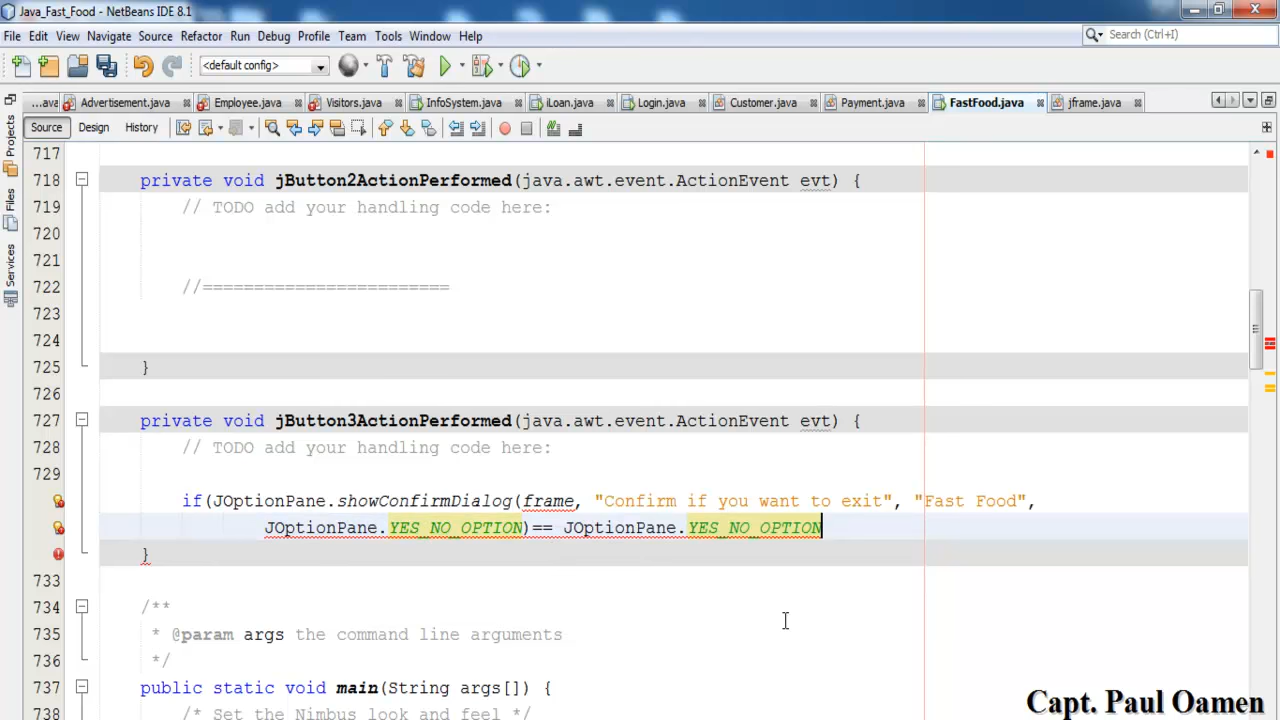 Java_Fast_Food - NetBeans IDE 8.1
File Edit View Navigate Source Refactor Run Debug Profile Team Tools Window Help
Search (Ctrl+I)
<default config>
...ava Advertisement.java Employee.java Visitors.java InfoSystem.java iLoan.java Login.java Customer.java Payment.java FastFood.java jframe.java
Source Design History
Projects
Files
Services
717
718 private void jButton2ActionPerformed(java.awt.event.ActionEvent evt) {
719 // TODO add your handling code here:
720
721
722 //========================
723
724
725 }
726
727 private void jButton3ActionPerformed(java.awt.event.ActionEvent evt) {
728 // TODO add your handling code here:
729
if(JOptionPane.showConfirmDialog(frame, "Confirm if you want to exit", "Fast Food",
JOptionPane.YES_NO_OPTION)== JOptionPane.YES_NO_OPTION
}
733
734 /**
735 * @param args the command line arguments
736 */
737 public static void main(String args[]) {
738 /* Set the Nimbus look and feel */
Capt. Paul Oamen